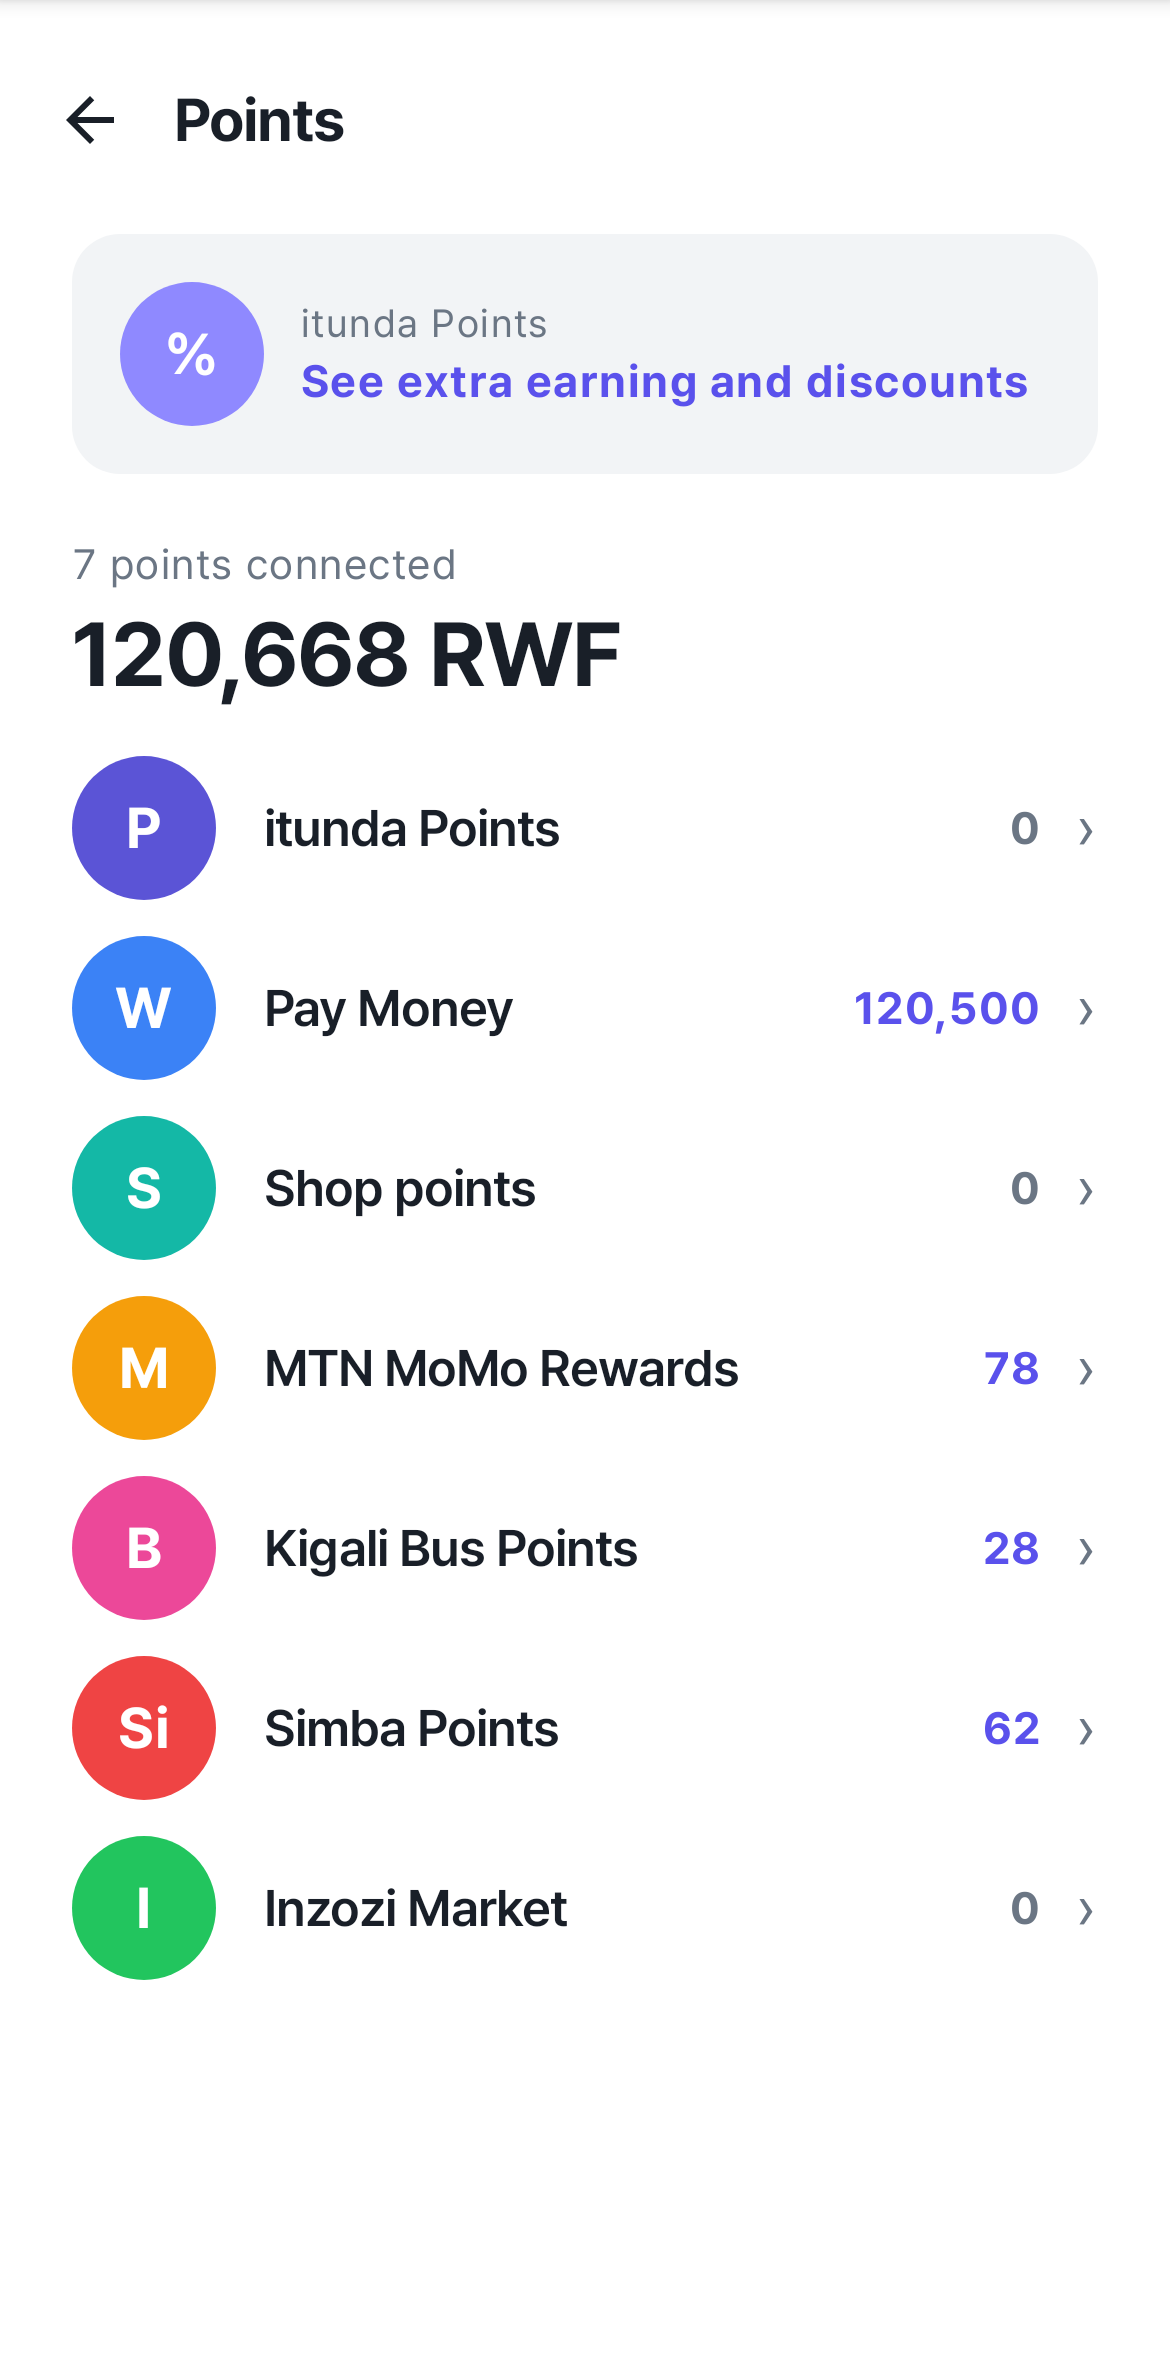 Points
%
itunda Points
See extra earning and discounts
7 points connected
120,668 RWF
P itunda Points 0 ›
W Pay Money 120,500 ›
S Shop points 0 ›
M MTN MoMo Rewards 78 ›
B Kigali Bus Points 28 ›
Si Simba Points 62 ›
I Inzozi Market 0 ›